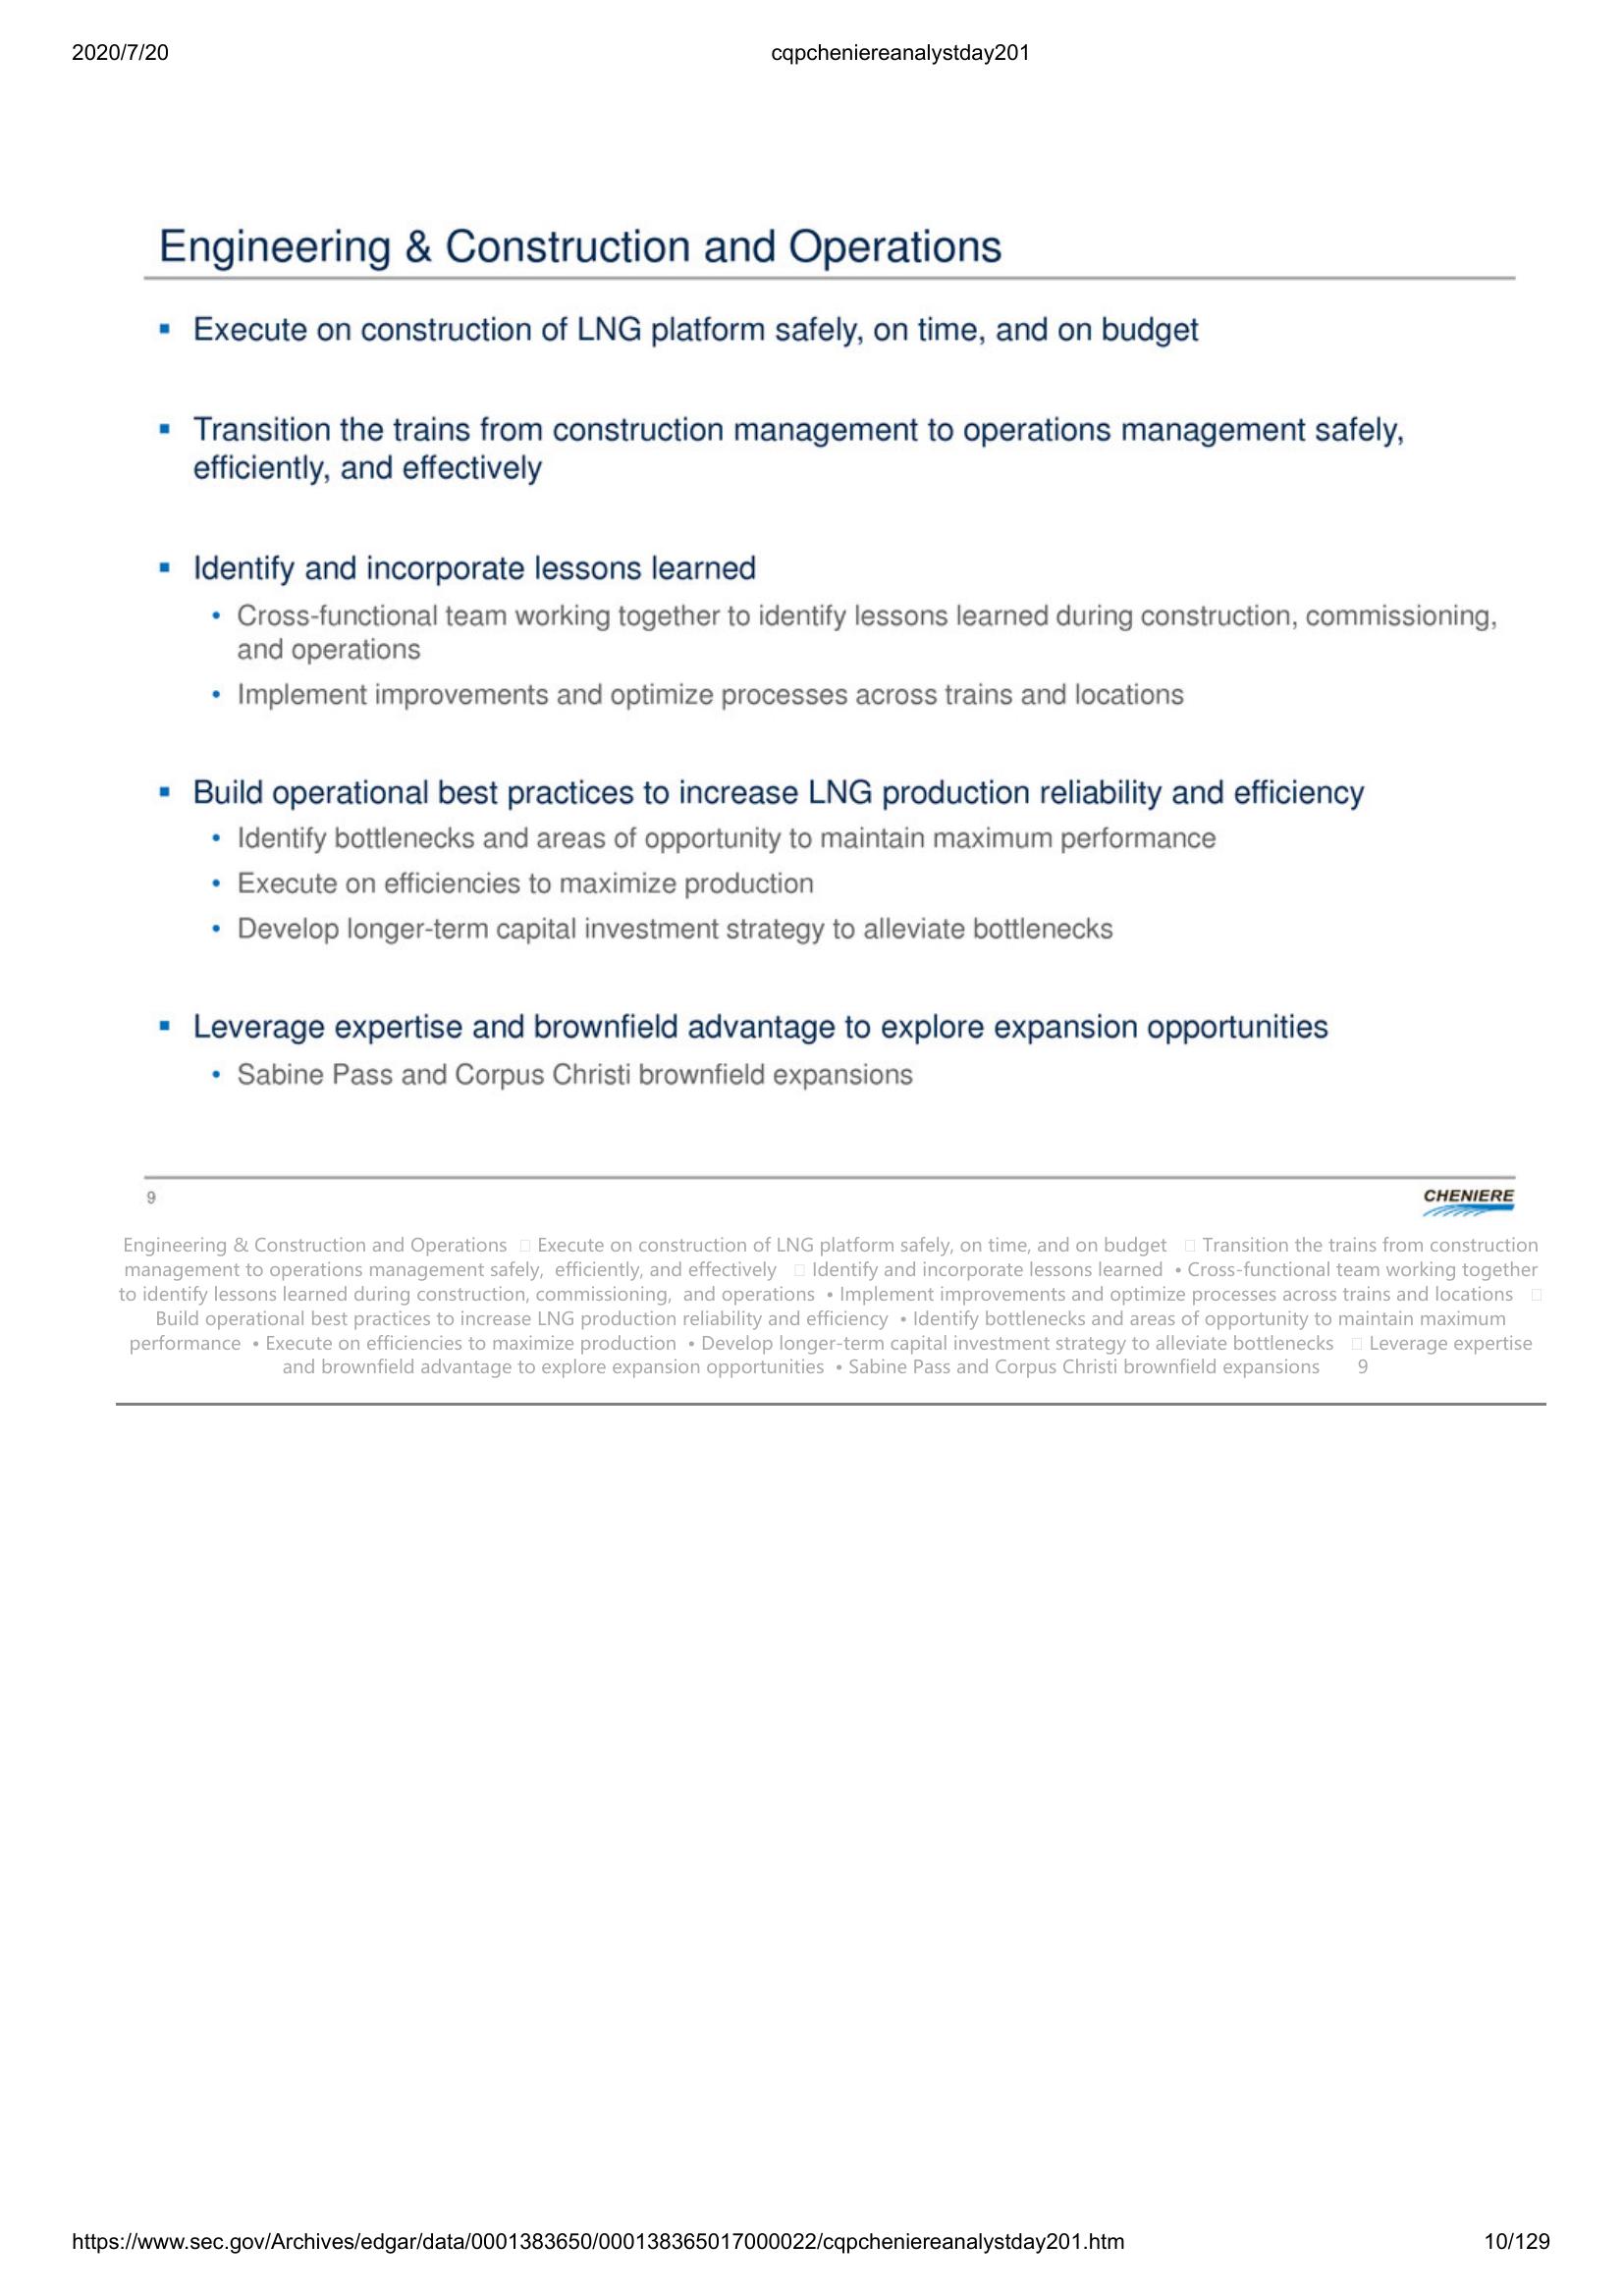 2020/7/20 cqpcheniereanalystday201
Engineering & Construction and Operations
▪ Execute on construction of LNG platform safely, on time, and on budget
▪ Transition the trains from construction management to operations management safely,
efficiently, and effectively
▪ Identify and incorporate lessons learned
• Cross-functional team working together to identify lessons learned during construction, commissioning,
and operations
• Implement improvements and optimize processes across trains and locations
▪ Build operational best practices to increase LNG production reliability and efficiency
• Identify bottlenecks and areas of opportunity to maintain maximum performance
• Execute on efficiencies to maximize production
• Develop longer-term capital investment strategy to alleviate bottlenecks
▪ Leverage expertise and brownfield advantage to explore expansion opportunities
• Sabine Pass and Corpus Christi brownfield expansions
9 CHENIERE
Engineering & Construction and Operations  Execute on construction of LNG platform safely, on time, and on budget  Transition the trains from construction
management to operations management safely, efficiently, and effectively  Identify and incorporate lessons learned • Cross-functional team working together
to identify lessons learned during construction, commissioning, and operations • Implement improvements and optimize processes across trains and locations 
Build operational best practices to increase LNG production reliability and efficiency • Identify bottlenecks and areas of opportunity to maintain maximum
performance • Execute on efficiencies to maximize production • Develop longer-term capital investment strategy to alleviate bottlenecks  Leverage expertise
and brownfield advantage to explore expansion opportunities • Sabine Pass and Corpus Christi brownfield expansions 9
https://www.sec.gov/Archives/edgar/data/0001383650/000138365017000022/cqpcheniereanalystday201.htm 10/129